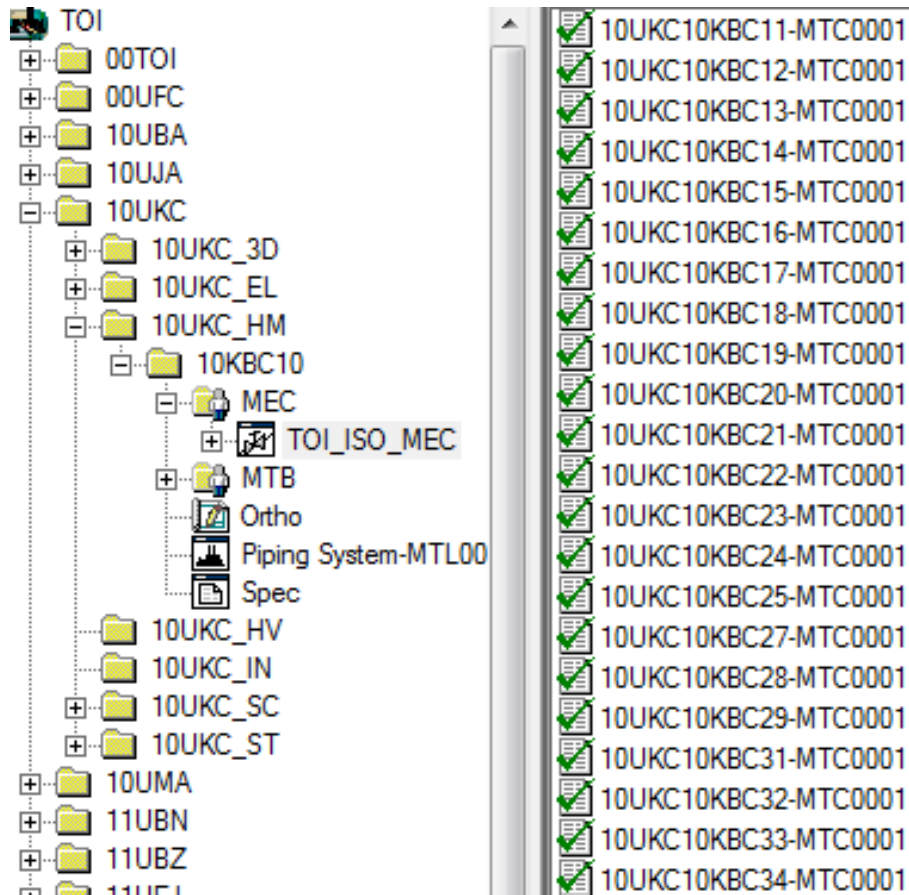 TOI
00TOI
00UFC
10UBA
10UJA
10UKC
10UKC_3D
10UKC_EL
10UKC_HM
10KBC10
MEC
TOI_ISO_MEC
MTB
Ortho
Piping System-MTL00
Spec
10UKC_HV
10UKC_IN
10UKC_SC
10UKC_ST
10UMA
11UBN
11UBZ
10UKC10KBC11-MTC0001
10UKC10KBC12-MTC0001
10UKC10KBC13-MTC0001
10UKC10KBC14-MTC0001
10UKC10KBC15-MTC0001
10UKC10KBC16-MTC0001
10UKC10KBC17-MTC0001
10UKC10KBC18-MTC0001
10UKC10KBC19-MTC0001
10UKC10KBC20-MTC0001
10UKC10KBC21-MTC0001
10UKC10KBC22-MTC0001
10UKC10KBC23-MTC0001
10UKC10KBC24-MTC0001
10UKC10KBC25-MTC0001
10UKC10KBC27-MTC0001
10UKC10KBC28-MTC0001
10UKC10KBC29-MTC0001
10UKC10KBC31-MTC0001
10UKC10KBC32-MTC0001
10UKC10KBC33-MTC0001
10UKC10KBC34-MTC0001